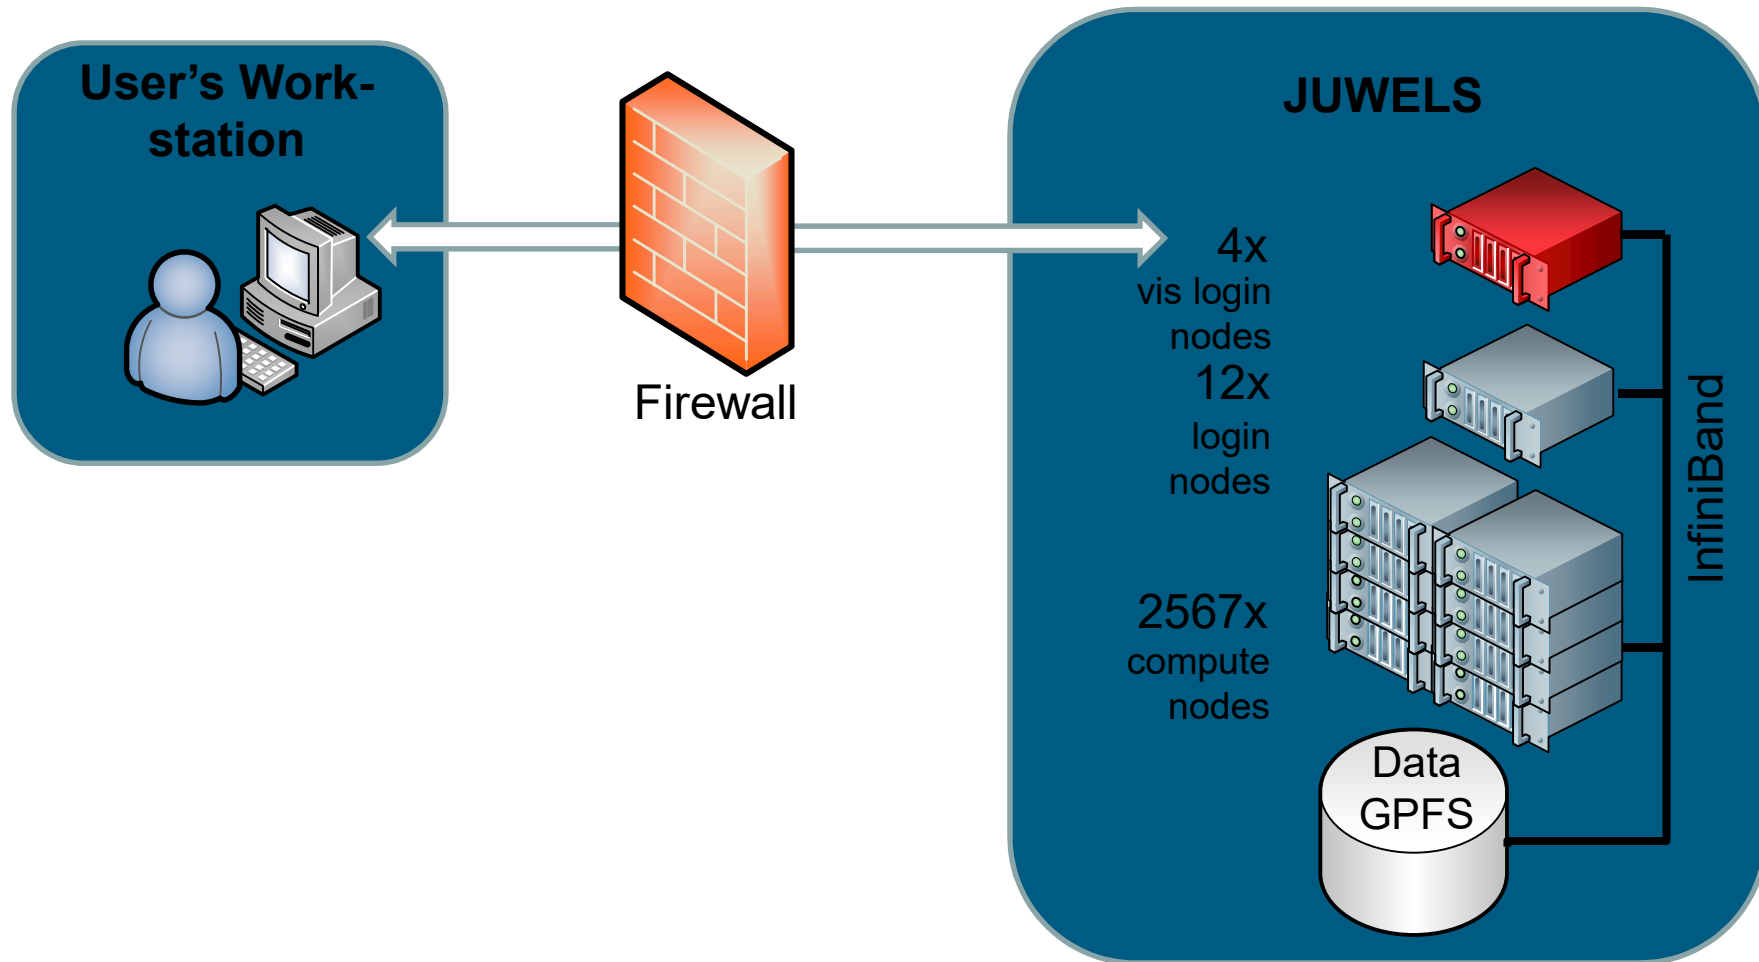 User’s Work-
station
Firewall
JUWELS
4x
vis login
nodes
12x
login
nodes
2567x
compute
nodes
Data
GPFS
InfiniBand